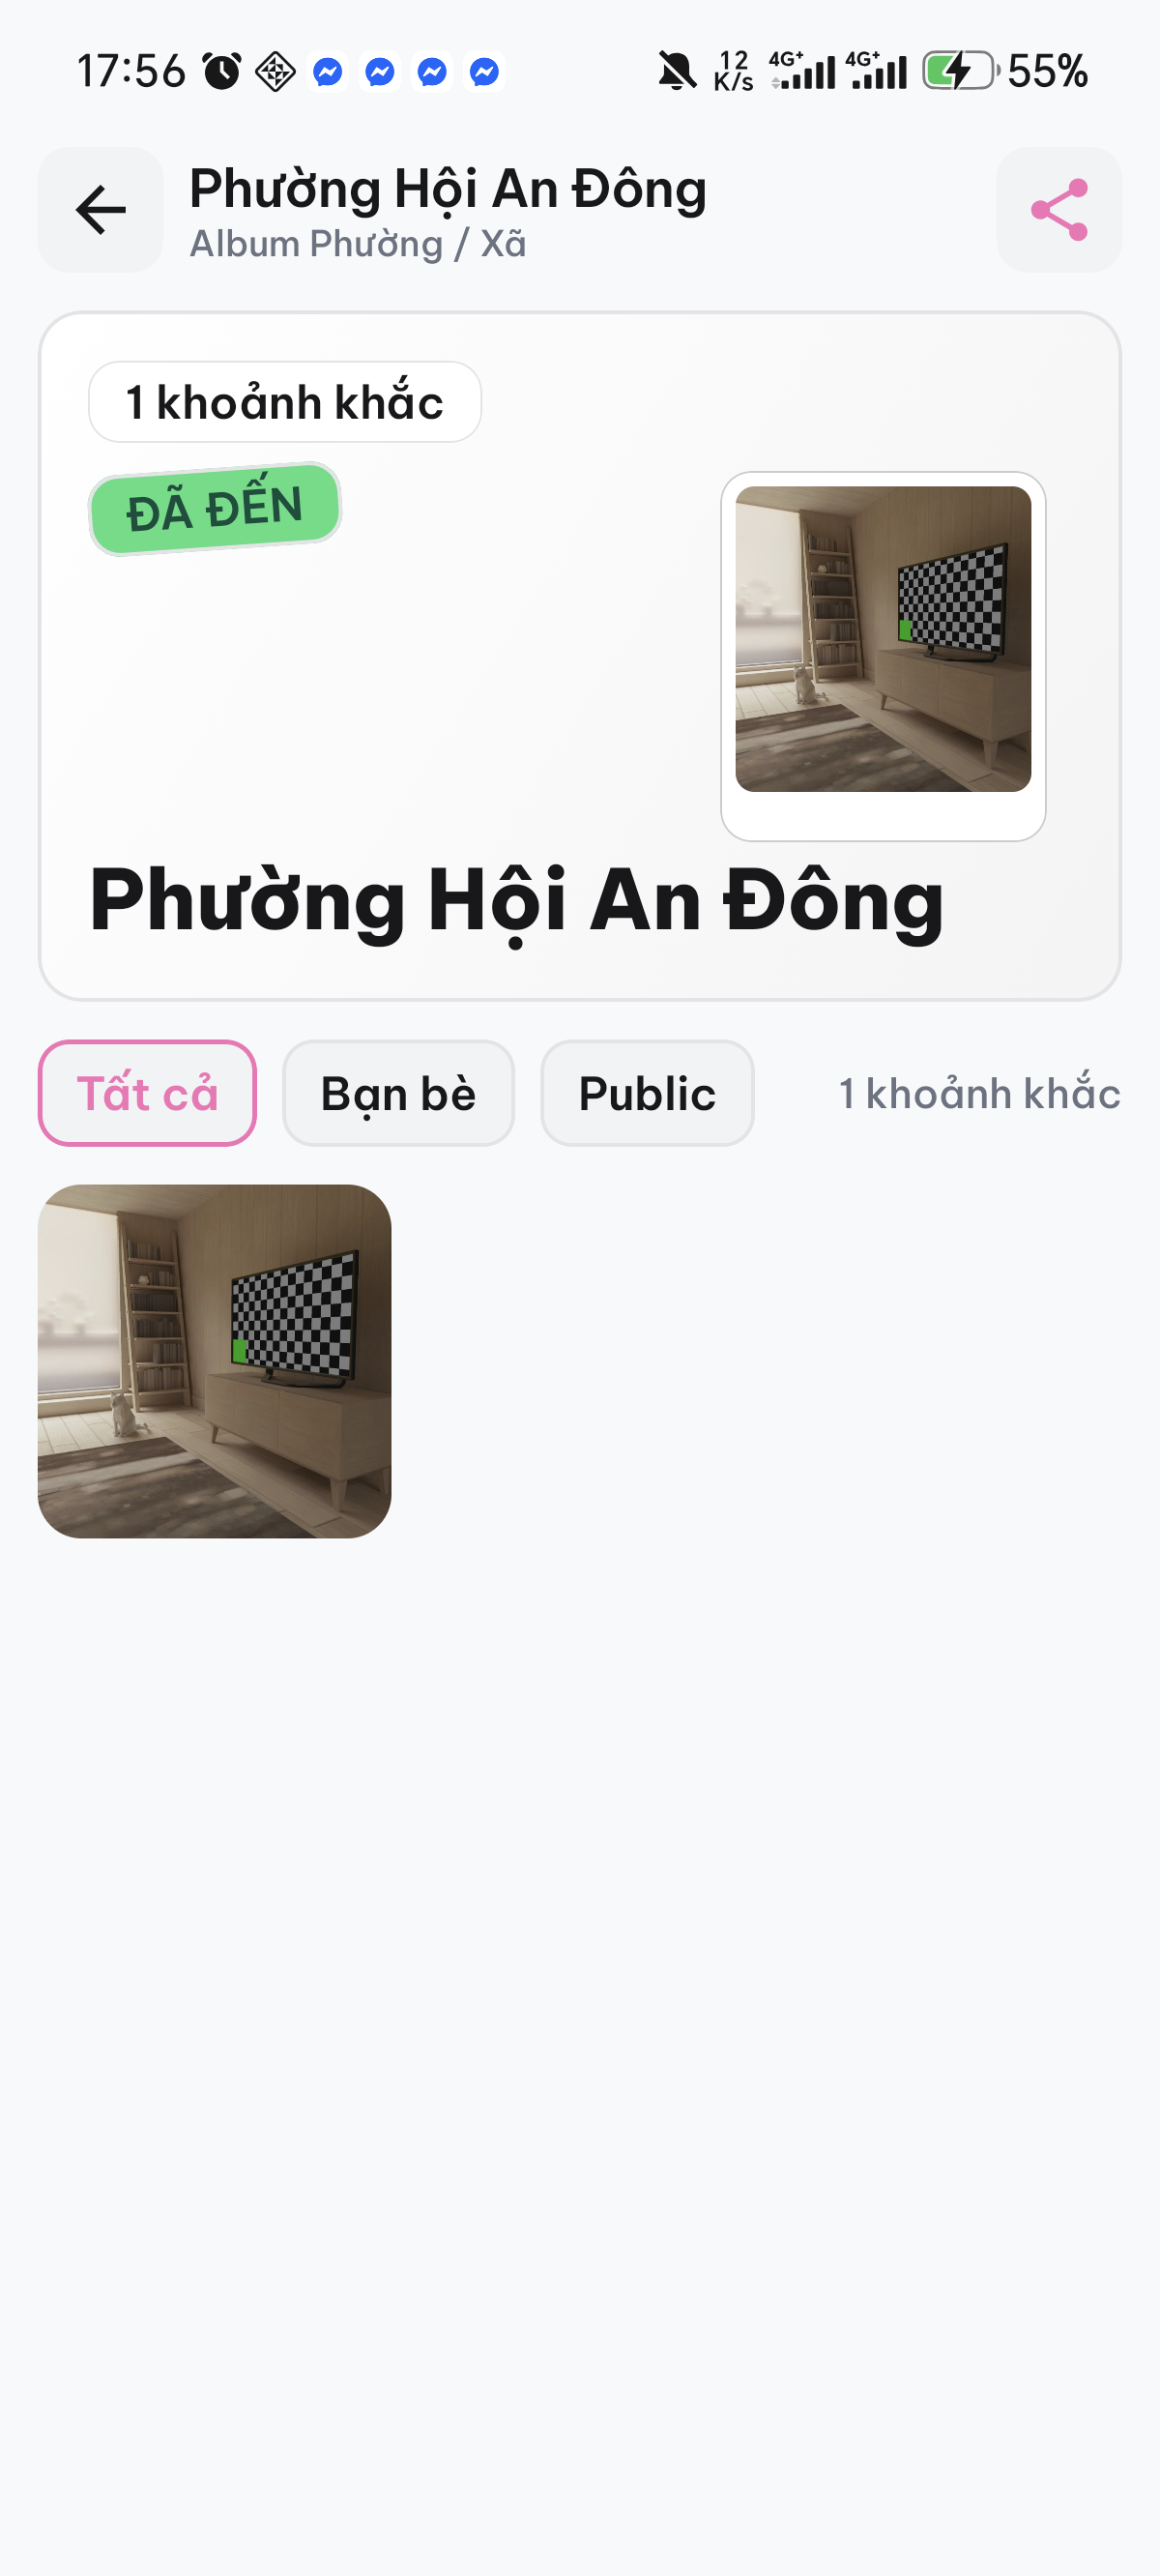 17:56 12 K/s 4G+ 4G+ 55%
Phường Hội An Đông
Album Phường / Xã
1 khoảnh khắc
ĐÃ ĐẾN
Phường Hội An Đông
Tất cả Bạn bè Public 1 khoảnh khắc